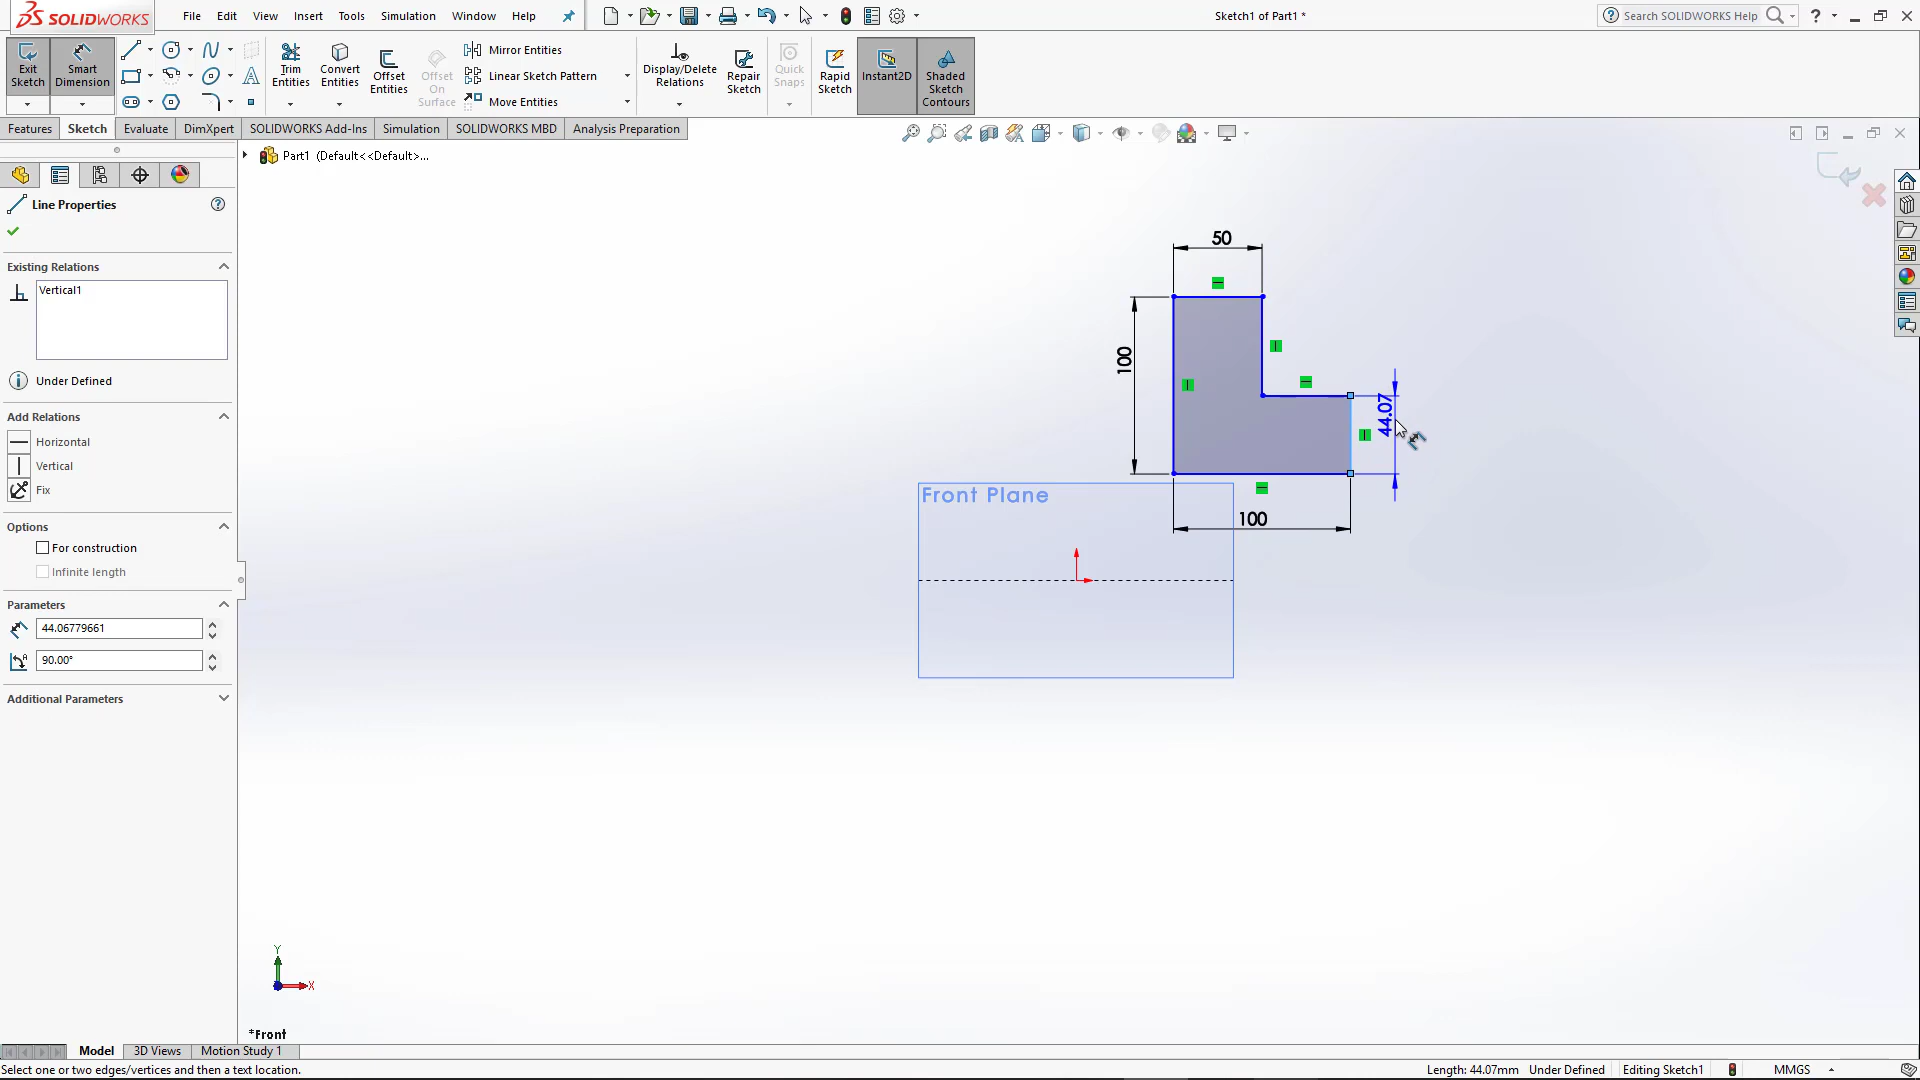 SOLIDWORKS
File Edit View Insert Tools Simulation Window Help
Sketch1 of Part1 *
Search SOLIDWORKS Help
Exit Sketch
Smart Dimension
Trim Entities
Convert Entities
Offset Entities
Offset On Surface
Mirror Entities
Linear Sketch Pattern
Move Entities
Display/Delete Relations
Repair Sketch
Quick Snaps
Rapid Sketch
Instant2D
Shaded Sketch Contours
Features Sketch Evaluate DimXpert SOLIDWORKS Add-Ins Simulation SOLIDWORKS MBD Analysis Preparation
Part1 (Default<<Default>...
Line Properties
Existing Relations
Vertical1
Under Defined
Add Relations
Horizontal
Vertical
Fix
Options
For construction
Infinite length
Parameters
44.06779661
90.00°
Additional Parameters
50
100
44.07
100
Front Plane
Y
X
*Front
Model 3D Views Motion Study 1
Select one or two edges/vertices and then a text location.
Length: 44.07mm Under Defined Editing Sketch1 MMGS